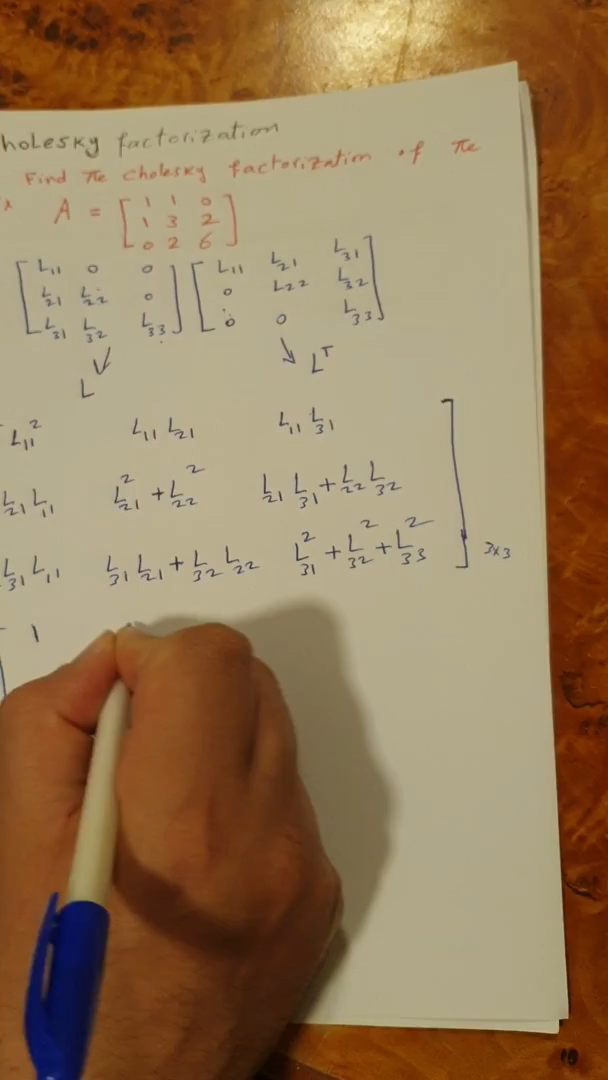 holesky factorization
Find the cholesky factorization of the
A = [ 1 1 0
1 3 2
0 2 6 ]
[ L11 0 0 ] [ L11 L21 L31 ]
L21 L22 0 0 L22 L32
L31 L32 L33 0 0 L33
L L^T
L11^2 L11 L21 L11 L31
L21 L11 L21^2 + L22^2 L21 L31 + L22 L32
L31 L11 L31 L21 + L32 L22 L31^2 + L32^2 + L33^2 ] 3x3
[ 1